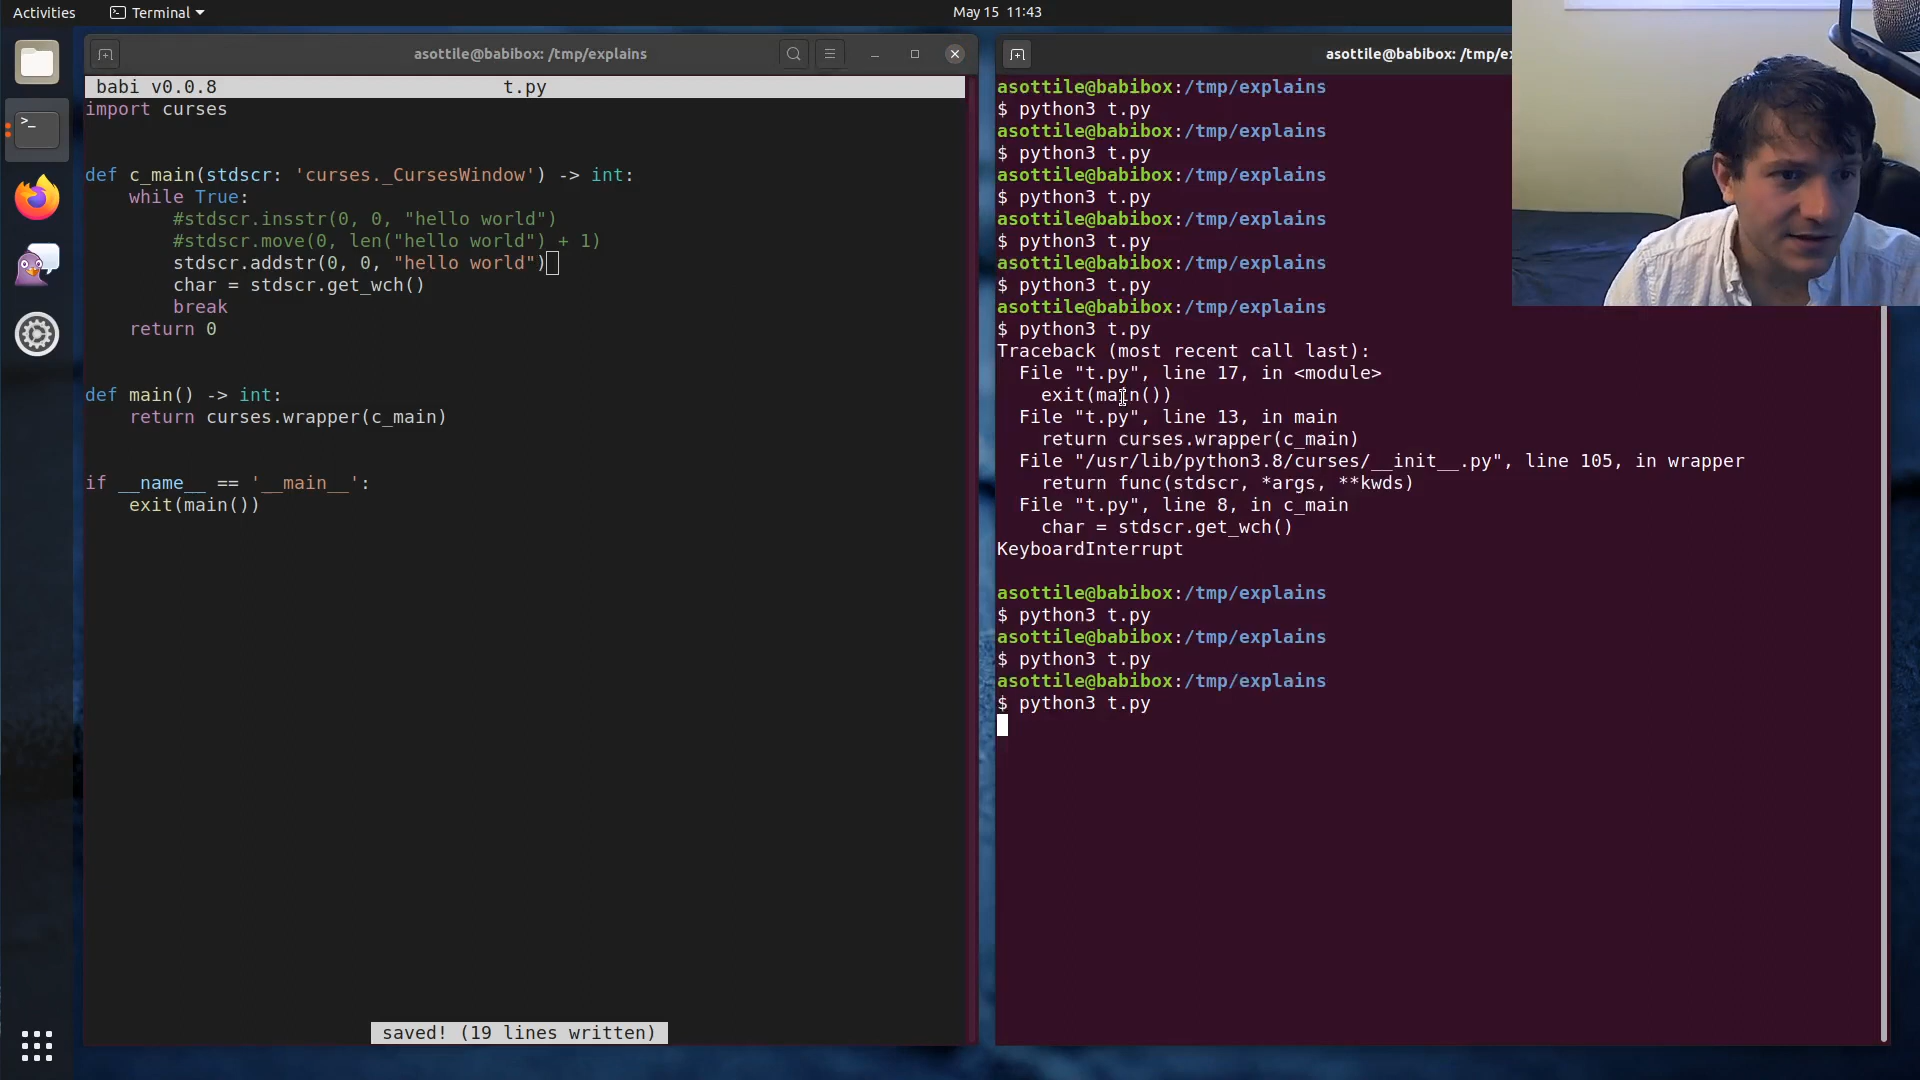 Activities
Terminal
May 15 11:43
asottile@babibox: /tmp/explains
babi v0.0.8 t.py
import curses
def c_main(stdscr: 'curses._CursesWindow') -> int:
    while True:
        #stdscr.insstr(0, 0, "hello world")
        #stdscr.move(0, len("hello world") + 1)
        stdscr.addstr(0, 0, "hello world")
        char = stdscr.get_wch()
        break
    return 0
def main() -> int:
    return curses.wrapper(c_main)
if __name__ == '__main__':
    exit(main())
saved! (19 lines written)
asottile@babibox: /tmp/ex
asottile@babibox:/tmp/explains
$ python3 t.py
asottile@babibox:/tmp/explains
$ python3 t.py
asottile@babibox:/tmp/explains
$ python3 t.py
asottile@babibox:/tmp/explains
$ python3 t.py
asottile@babibox:/tmp/explains
$ python3 t.py
asottile@babibox:/tmp/explains
$ python3 t.py
Traceback (most recent call last):
  File "t.py", line 17, in <module>
    exit(main())
  File "t.py", line 13, in main
    return curses.wrapper(c_main)
  File "/usr/lib/python3.8/curses/__init__.py", line 105, in wrapper
    return func(stdscr, *args, **kwds)
  File "t.py", line 8, in c_main
    char = stdscr.get_wch()
KeyboardInterrupt
asottile@babibox:/tmp/explains
$ python3 t.py
asottile@babibox:/tmp/explains
$ python3 t.py
asottile@babibox:/tmp/explains
$ python3 t.py